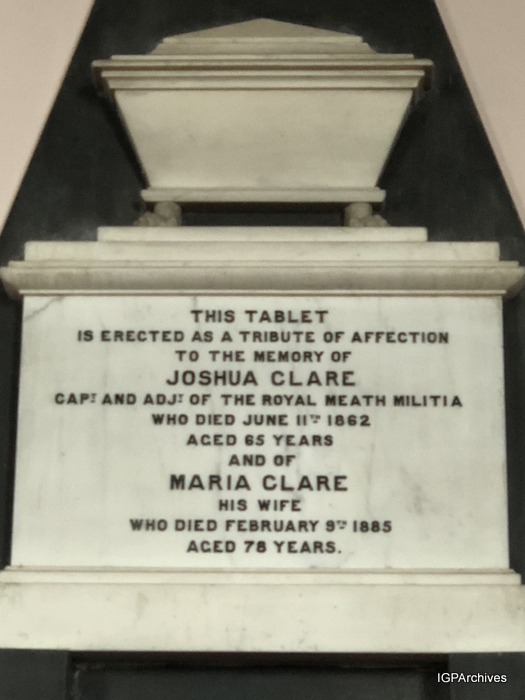 THIS TABLET
IS ERECTED AS A TRIBUTE OF AFFECTION
TO THE MEMORY OF
JOSHUA CLARE
CAPT AND ADJT OF THE ROYAL MEATH MILITIA
WHO DIED JUNE 11TH 1862
AGED 65 YEARS
AND OF
MARIA CLARE
HIS WIFE
WHO DIED FEBRUARY 9TH 1885
AGED 78 YEARS.
IGPArchives